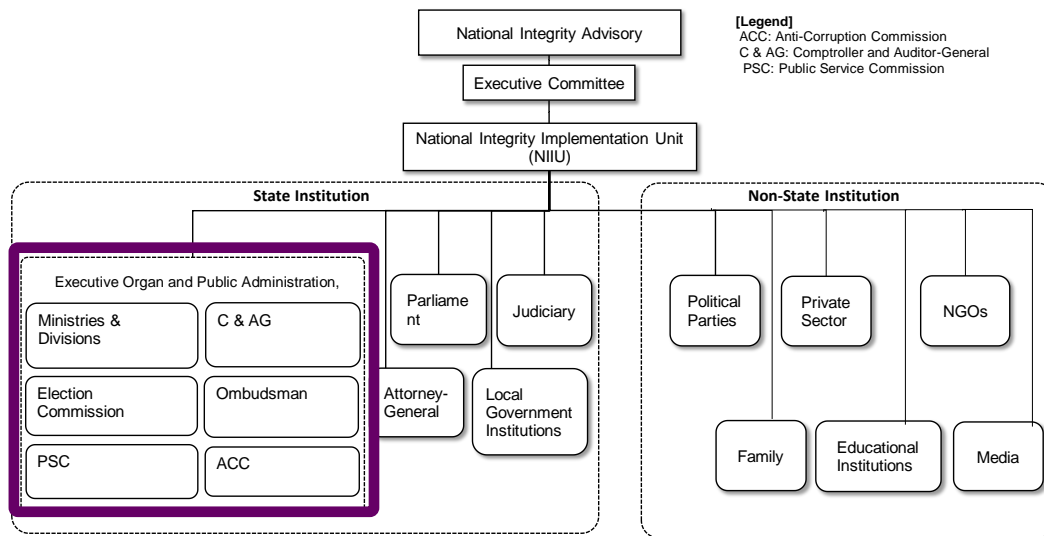 National Integrity Advisory
[Legend]
ACC: Anti-Corruption Commission
C & AG: Comptroller and Auditor-General
PSC: Public Service Commission
Executive Committee
National Integrity Implementation Unit
(NIIU)
State Institution
Non-State Institution
Executive Organ and Public Administration,
Ministries &
Divisions
C & AG
Election
Commission
Ombudsman
PSC
ACC
Parliame
nt
Judiciary
Attorney-
General
Local
Government
Institutions
Political
Parties
Private
Sector
NGOs
Family
Educational
Institutions
Media